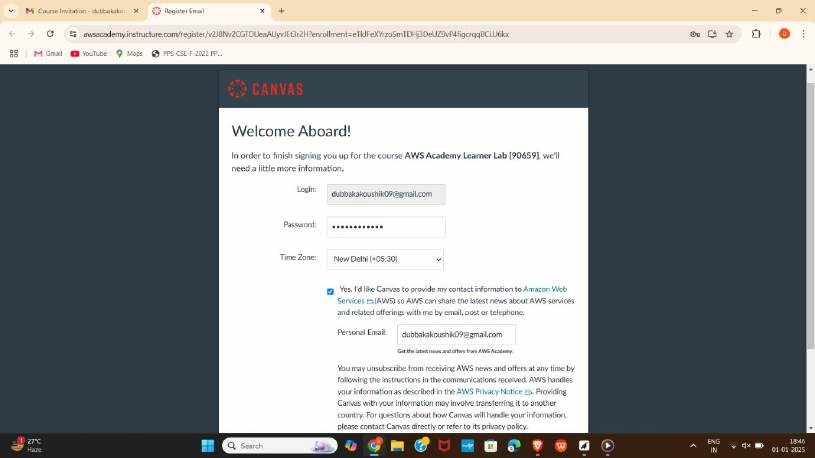 Course Invitation - dubbakako...
Register Email
awsacademy.instructure.com/register/
Gmail
YouTube
Maps
PPS-CSE-F-2022 PP...
CANVAS
Welcome Aboard!
In order to finish signing you up for the course AWS Academy Learner Lab [90659], we'll
need a little more information.
Login: dubbakakoushik09@gmail.com
Password: ••••••••••••
Time Zone: New Delhi (+05:30)
Yes, I'd like Canvas to provide my contact information to Amazon Web
Services (AWS) so AWS can share the latest news about AWS services
and related offerings with me by email, post or telephone.
Personal Email: dubbakakoushik09@gmail.com
Get the latest news and offers from AWS Academy.
You may unsubscribe from receiving AWS news and offers at any time by
following the instructions in the communications received. AWS handles
your information as described in the AWS Privacy Notice. Providing
Canvas with your information may involve transferring it to another
country. For questions about how Canvas will handle your information,
please contact Canvas directly or refer to its privacy policy.
27°C
Haze
Search
ENG
IN
18:46
01-01-2025